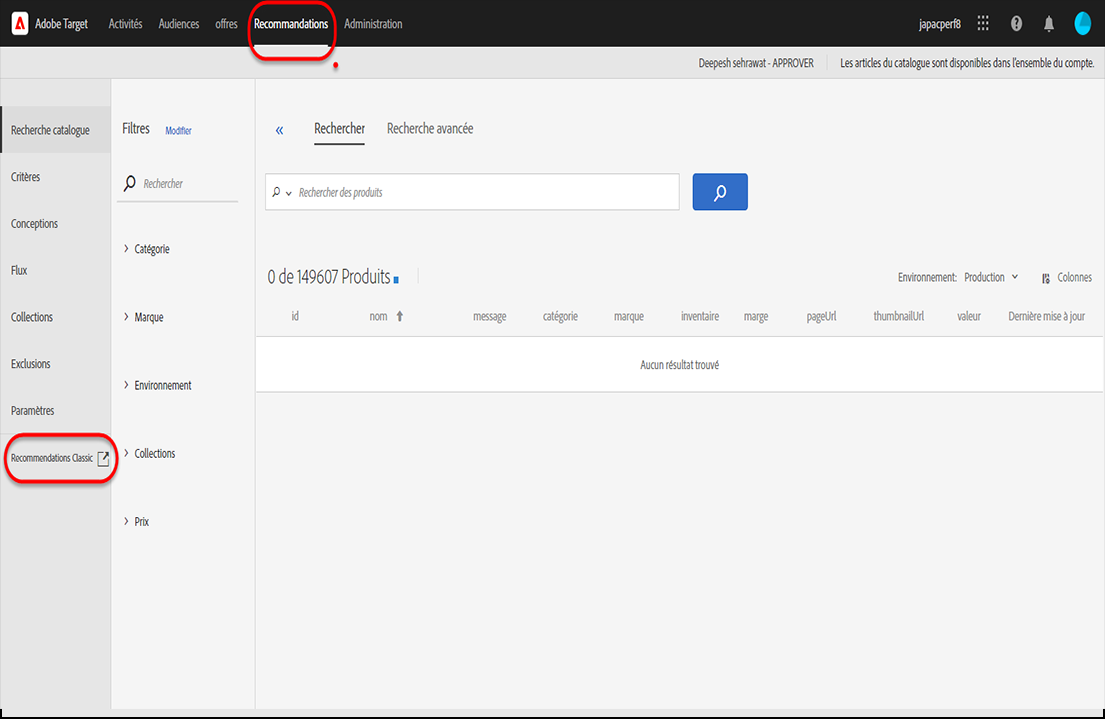 Adobe Target Activités Audiences offres Recommandations Administration japacperf8
Deepesh sehrawat - APPROVER Les articles du catalogue sont disponibles dans l'ensemble du compte.
Recherche catalogue
Critères
Conceptions
Flux
Collections
Exclusions
Paramètres
Recommendations Classic
Filtres Modifier
Rechercher
Catégorie
Marque
Environnement
Collections
Prix
« Rechercher Recherche avancée
Rechercher des produits
0 de 149607 Produits Environnement: Production Colonnes
id nom message catégorie marque inventaire marge pageUrl thumbnailUrl valeur Dernière mise à jour
Aucun résultat trouvé